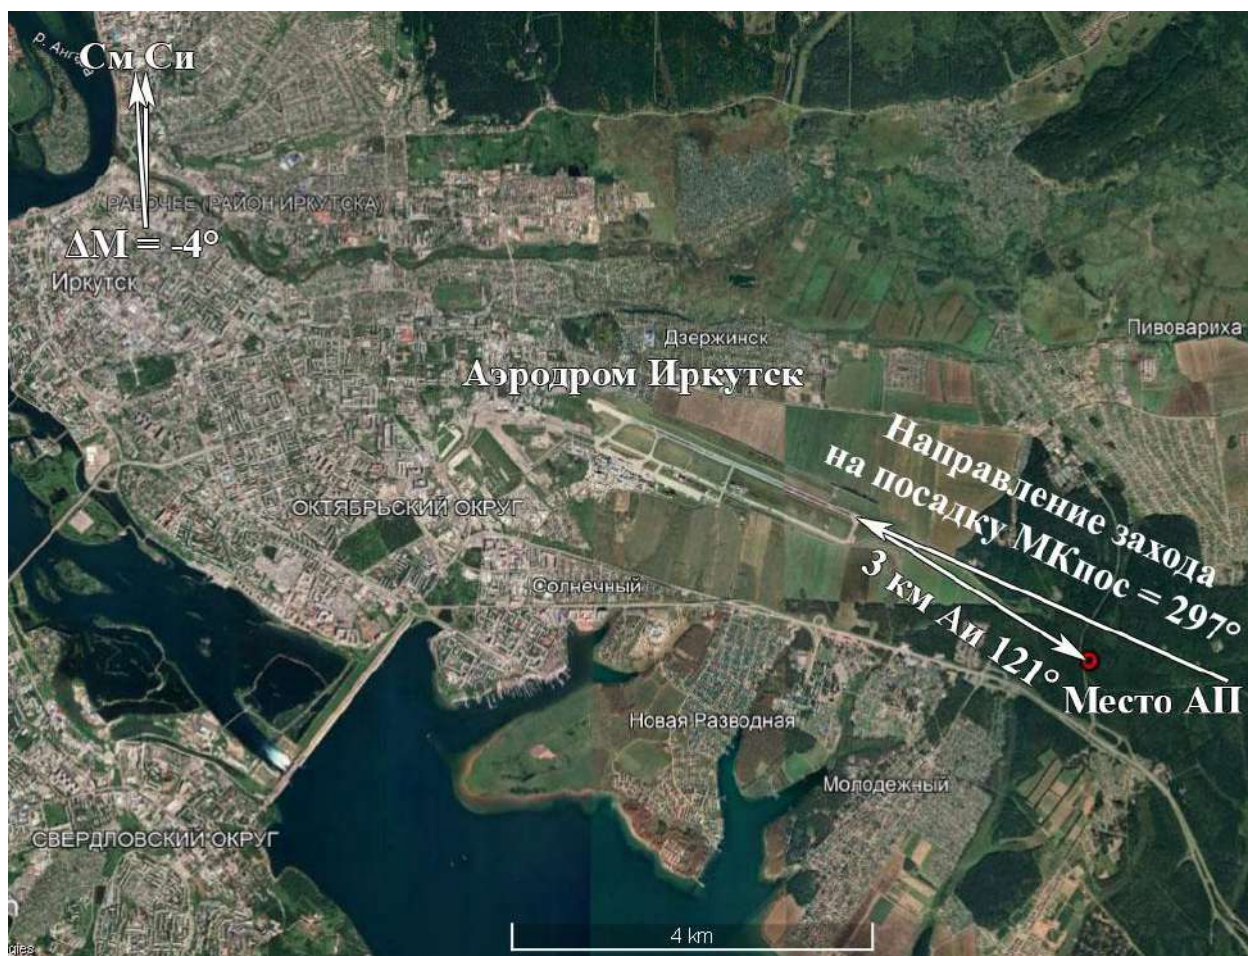 р. Ангара
См Си
РАБОЧЕЕ (РАЙОН ИРКУТСКА)
ΔМ = -4°
Иркутск
Пивовариха
Дзержинск
Аэродром Иркутск
Направление захода
на посадку МКпос = 297°
ОКТЯБРЬСКИЙ ОКРУГ
Солнечный
3 км Аи 121°
Место АП
Новая Разводная
Молодежный
СВЕРДЛОВСКИЙ ОКРУГ
4 km
gies